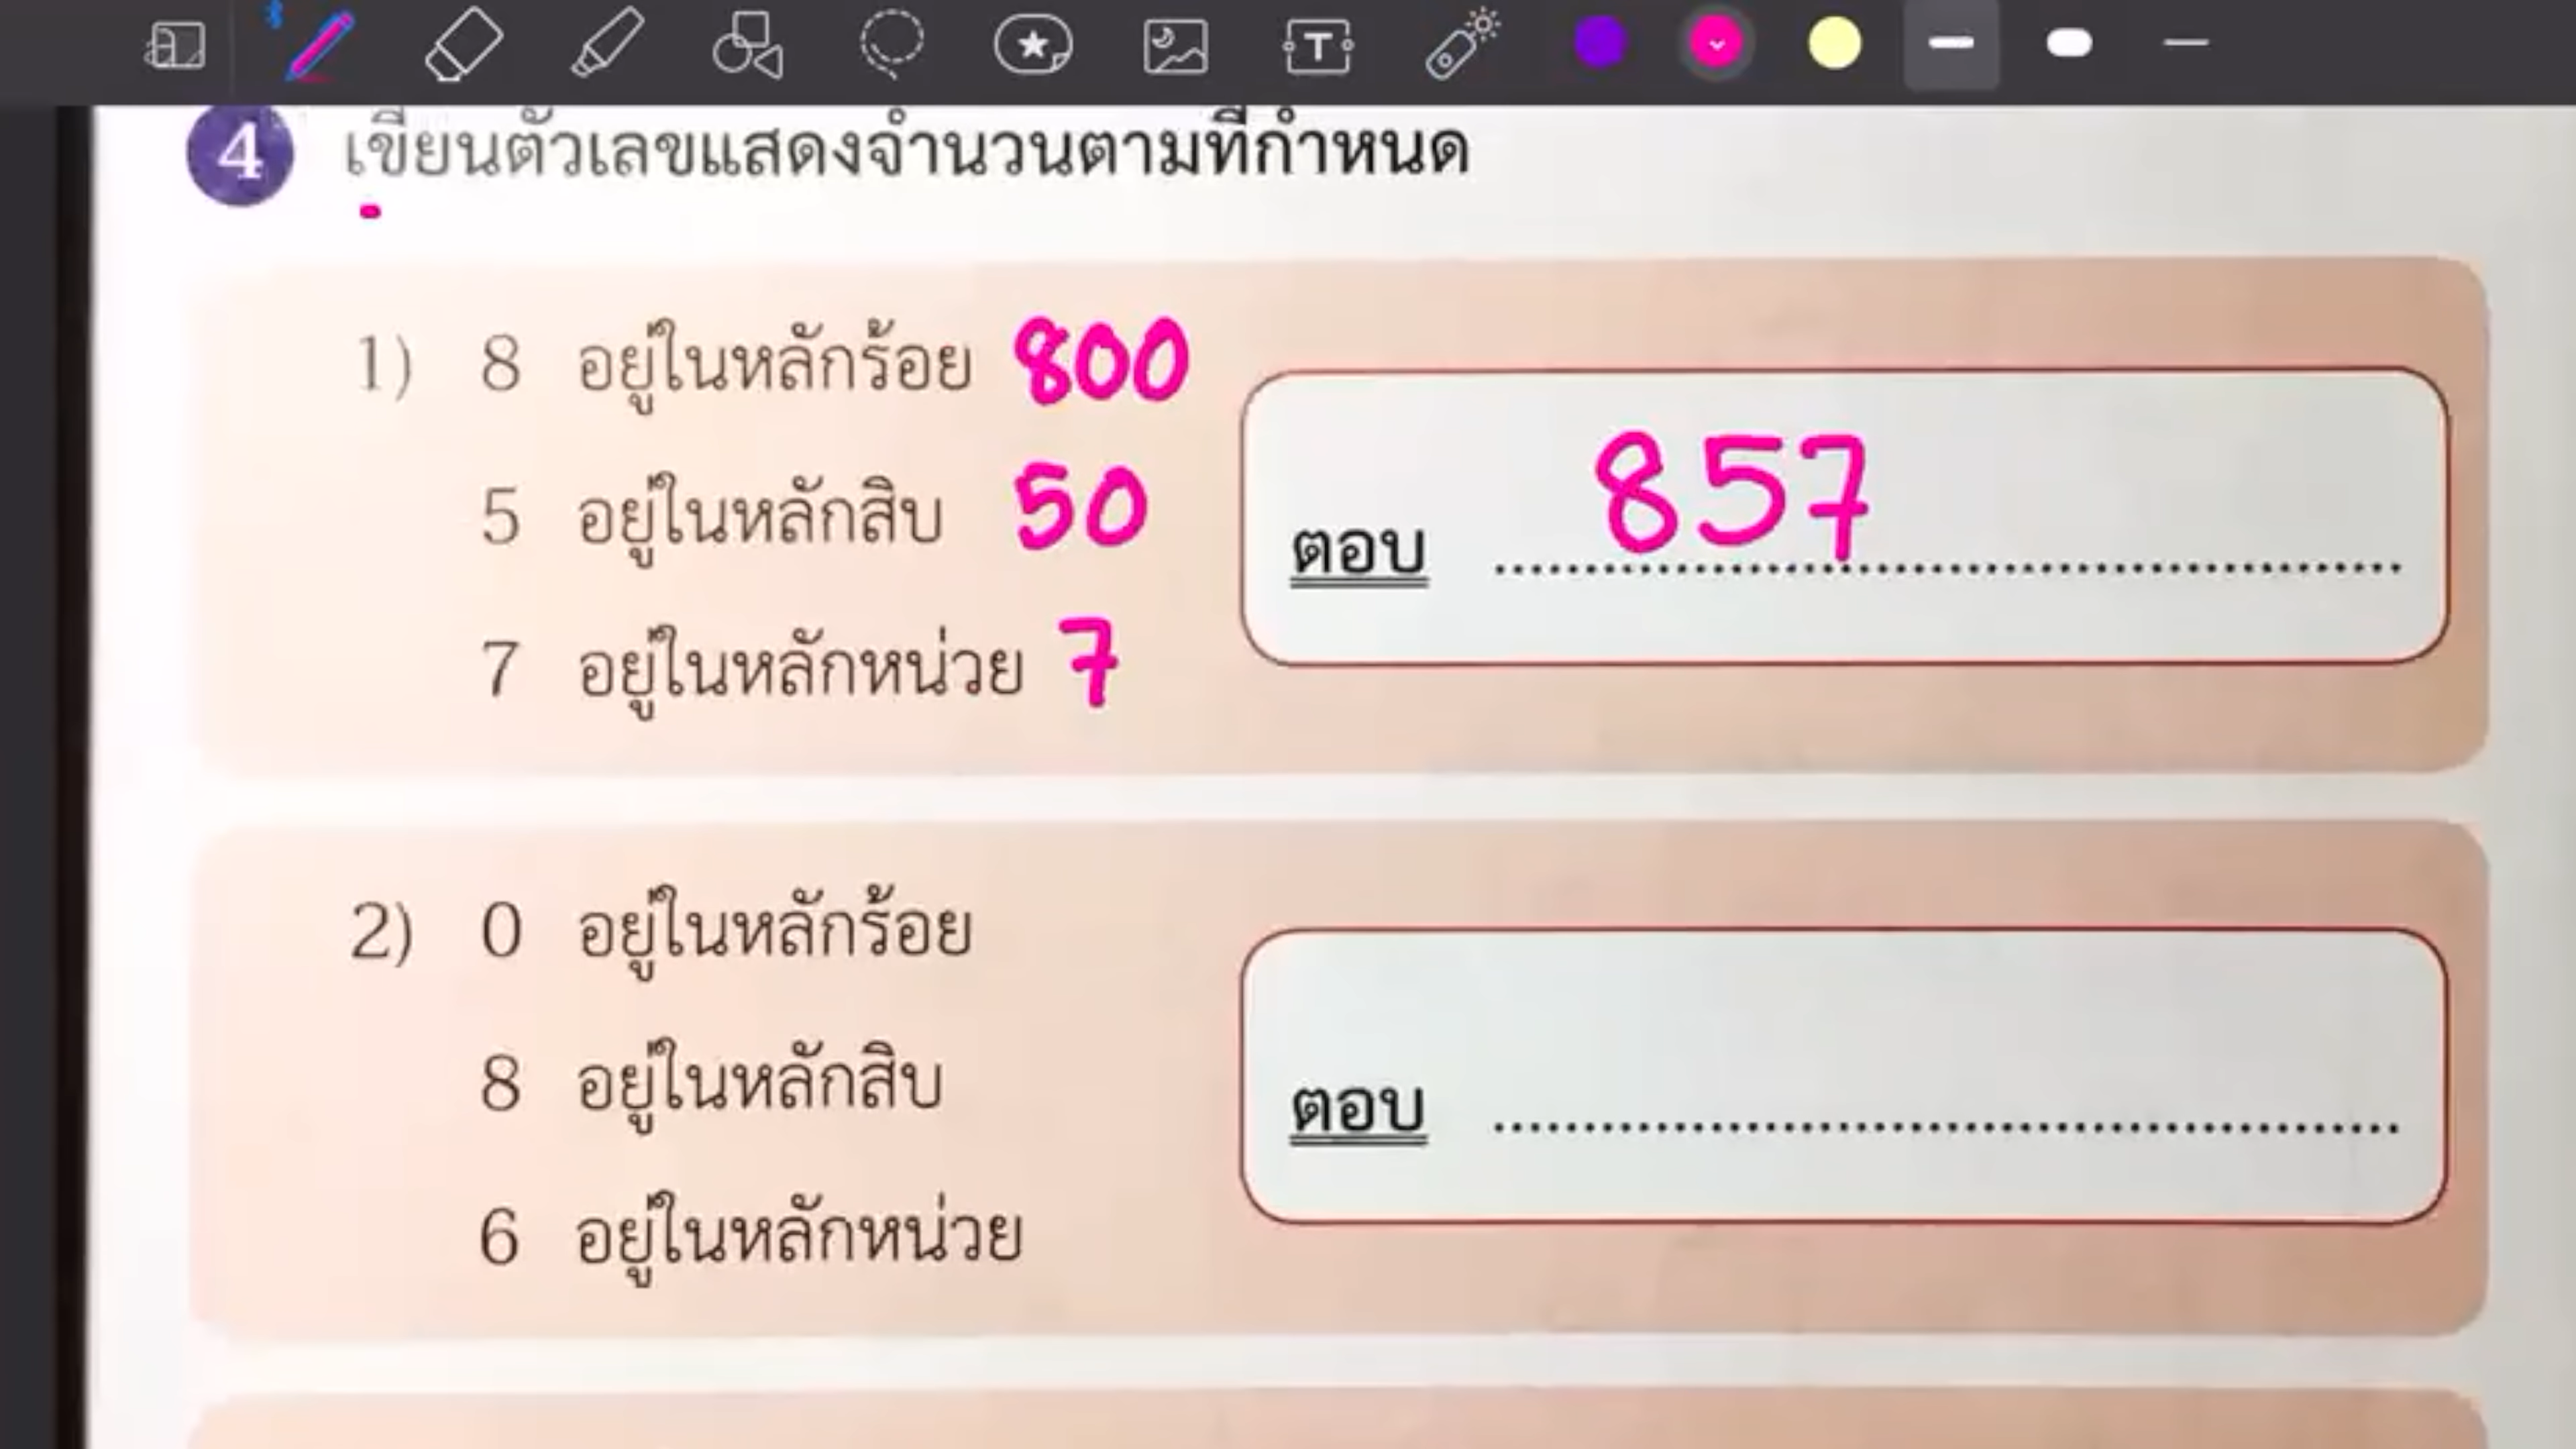 4 เขียนตัวเลขแสดงจำนวนตามที่กำหนด
1) 8 อยู่ในหลักร้อย 800
5 อยู่ในหลักสิบ 50
7 อยู่ในหลักหน่วย 7
ตอบ 857
2) 0 อยู่ในหลักร้อย
8 อยู่ในหลักสิบ
6 อยู่ในหลักหน่วย
ตอบ